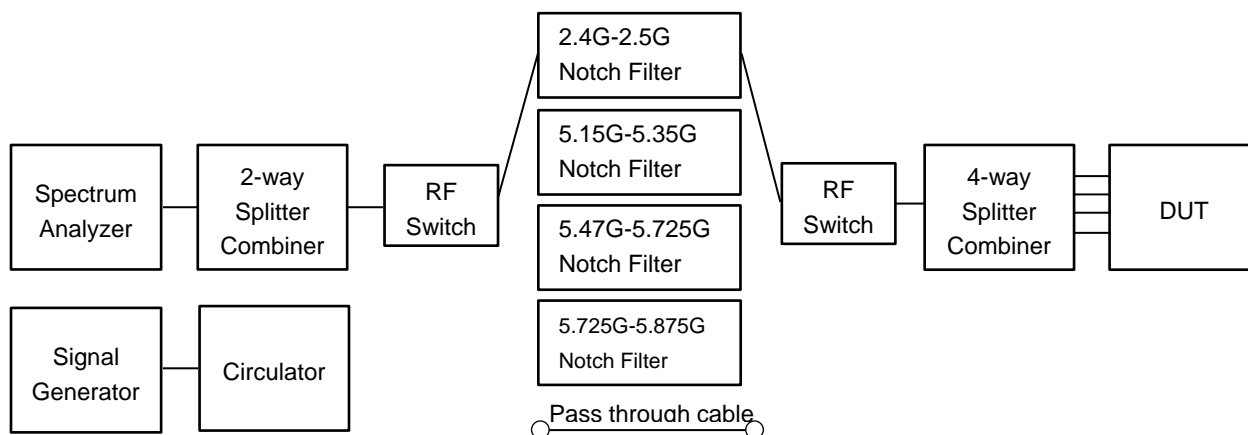 2.4G-2.5G
Notch Filter
5.15G-5.35G
Notch Filter
Spectrum
Analyzer
2-way
Splitter
Combiner
RF
Switch
5.47G-5.725G
Notch Filter
RF
Switch
4-way
Splitter
Combiner
DUT
Signal
Generator
Circulator
5.725G-5.875G
Notch Filter
Pass through cable